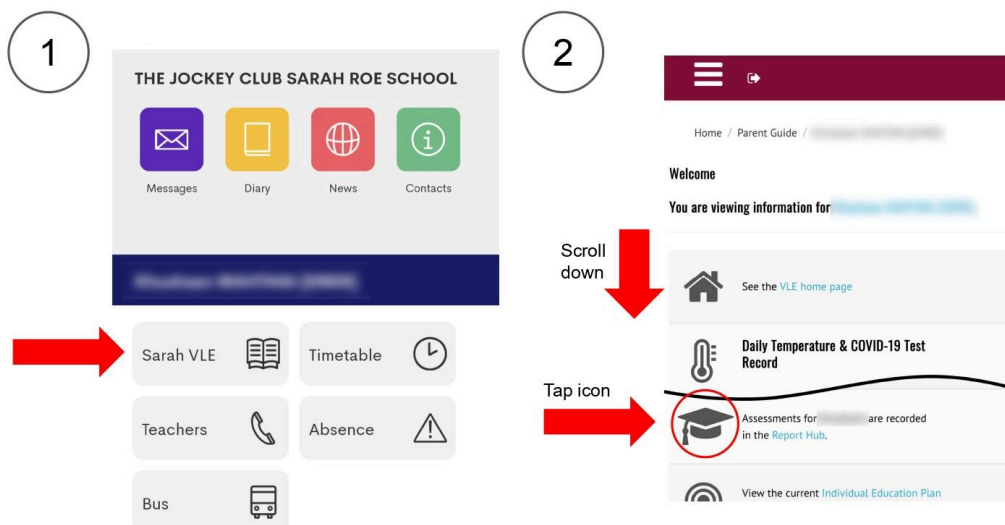 1
THE JOCKEY CLUB SARAH ROE SCHOOL
Messages
Diary
News
Contacts
Sarah VLE
Timetable
Teachers
Absence
Bus
2
Home / Parent Guide /
Welcome
You are viewing information for
Scroll
down
See the VLE home page
Daily Temperature & COVID-19 Test
Record
Tap icon
Assessments for are recorded
in the Report Hub.
View the current Individual Education Plan